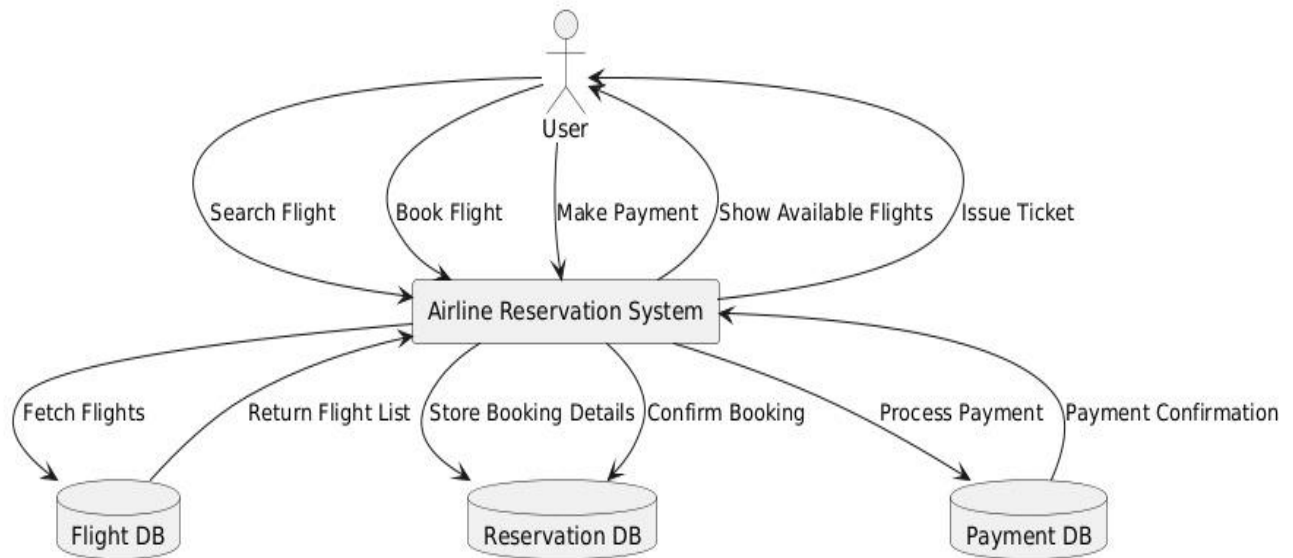 User
Search Flight
Book Flight
Make Payment
Show Available Flights
Issue Ticket
Airline Reservation System
Fetch Flights
Return Flight List
Store Booking Details
Confirm Booking
Process Payment
Payment Confirmation
Flight DB
Reservation DB
Payment DB